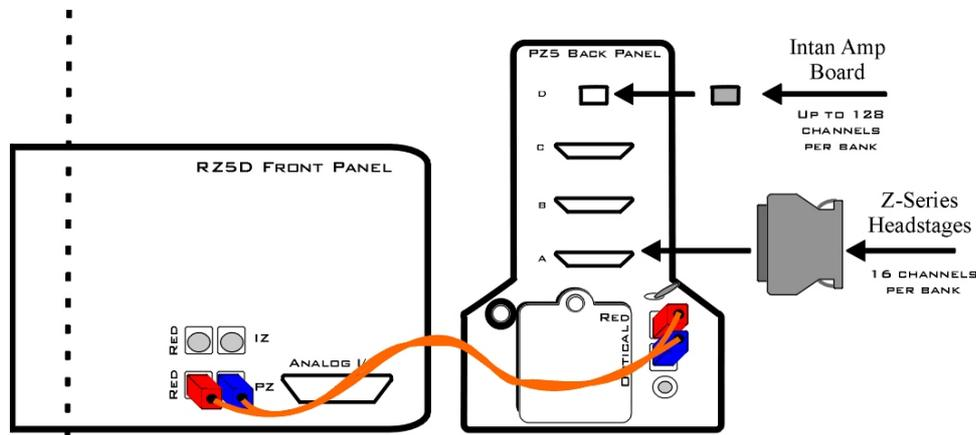 PZ5 Back Panel
Intan Amp
Board
D
Up to 128
channels
per bank
C
RZ5D Front Panel
B
Z-Series
Headstages
A
16 channels
per bank
Red
Red
IZ
Analog I/
Red
PZ